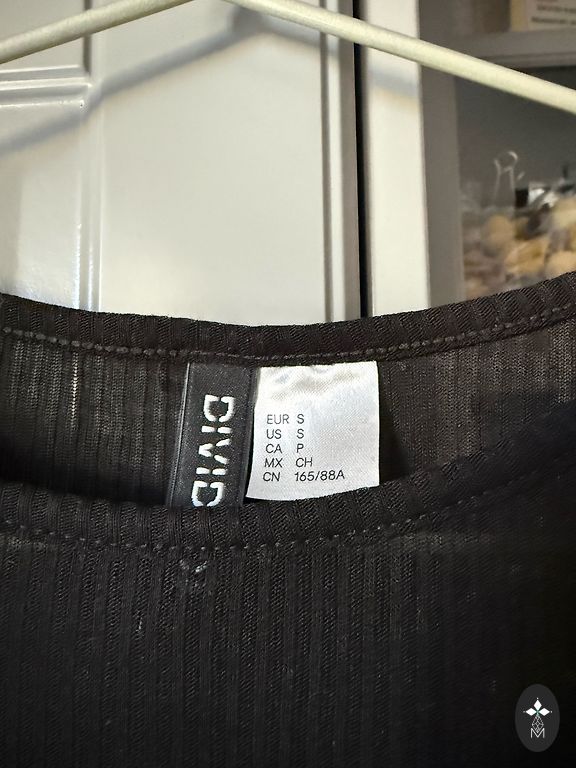 DIVID
EUR S
US S
CA P
MX CH
CN 165/88A